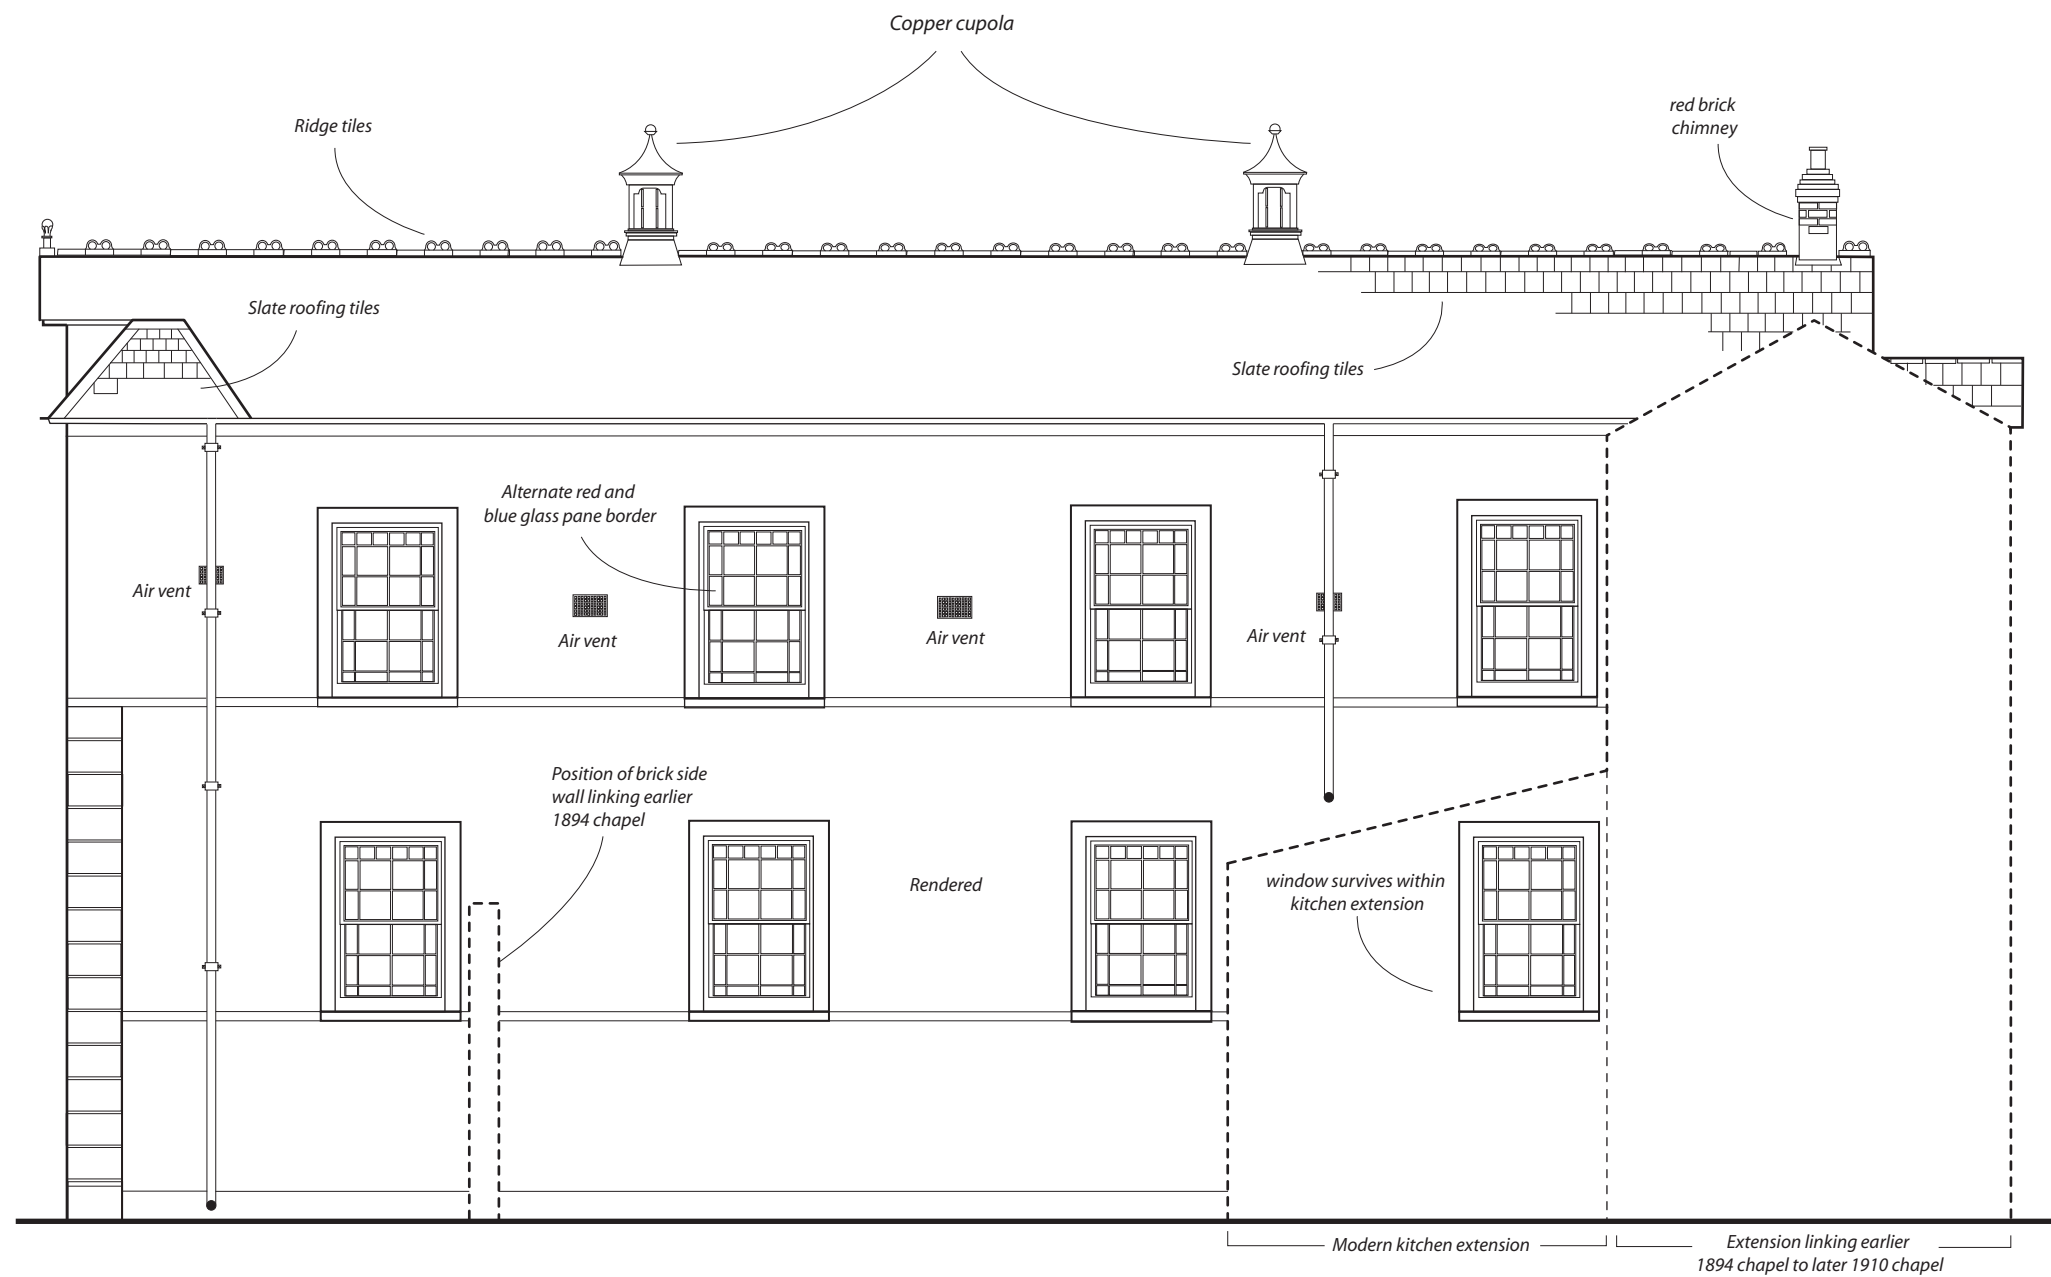 Copper cupola
Ridge tiles
red brick
chimney
Slate roofing tiles
Slate roofing tiles
Alternate red and
blue glass pane border
Air vent
Air vent
Air vent
Air vent
Position of brick side
wall linking earlier
1894 chapel
Rendered
window survives within
kitchen extension
Modern kitchen extension
Extension linking earlier
1894 chapel to later 1910 chapel